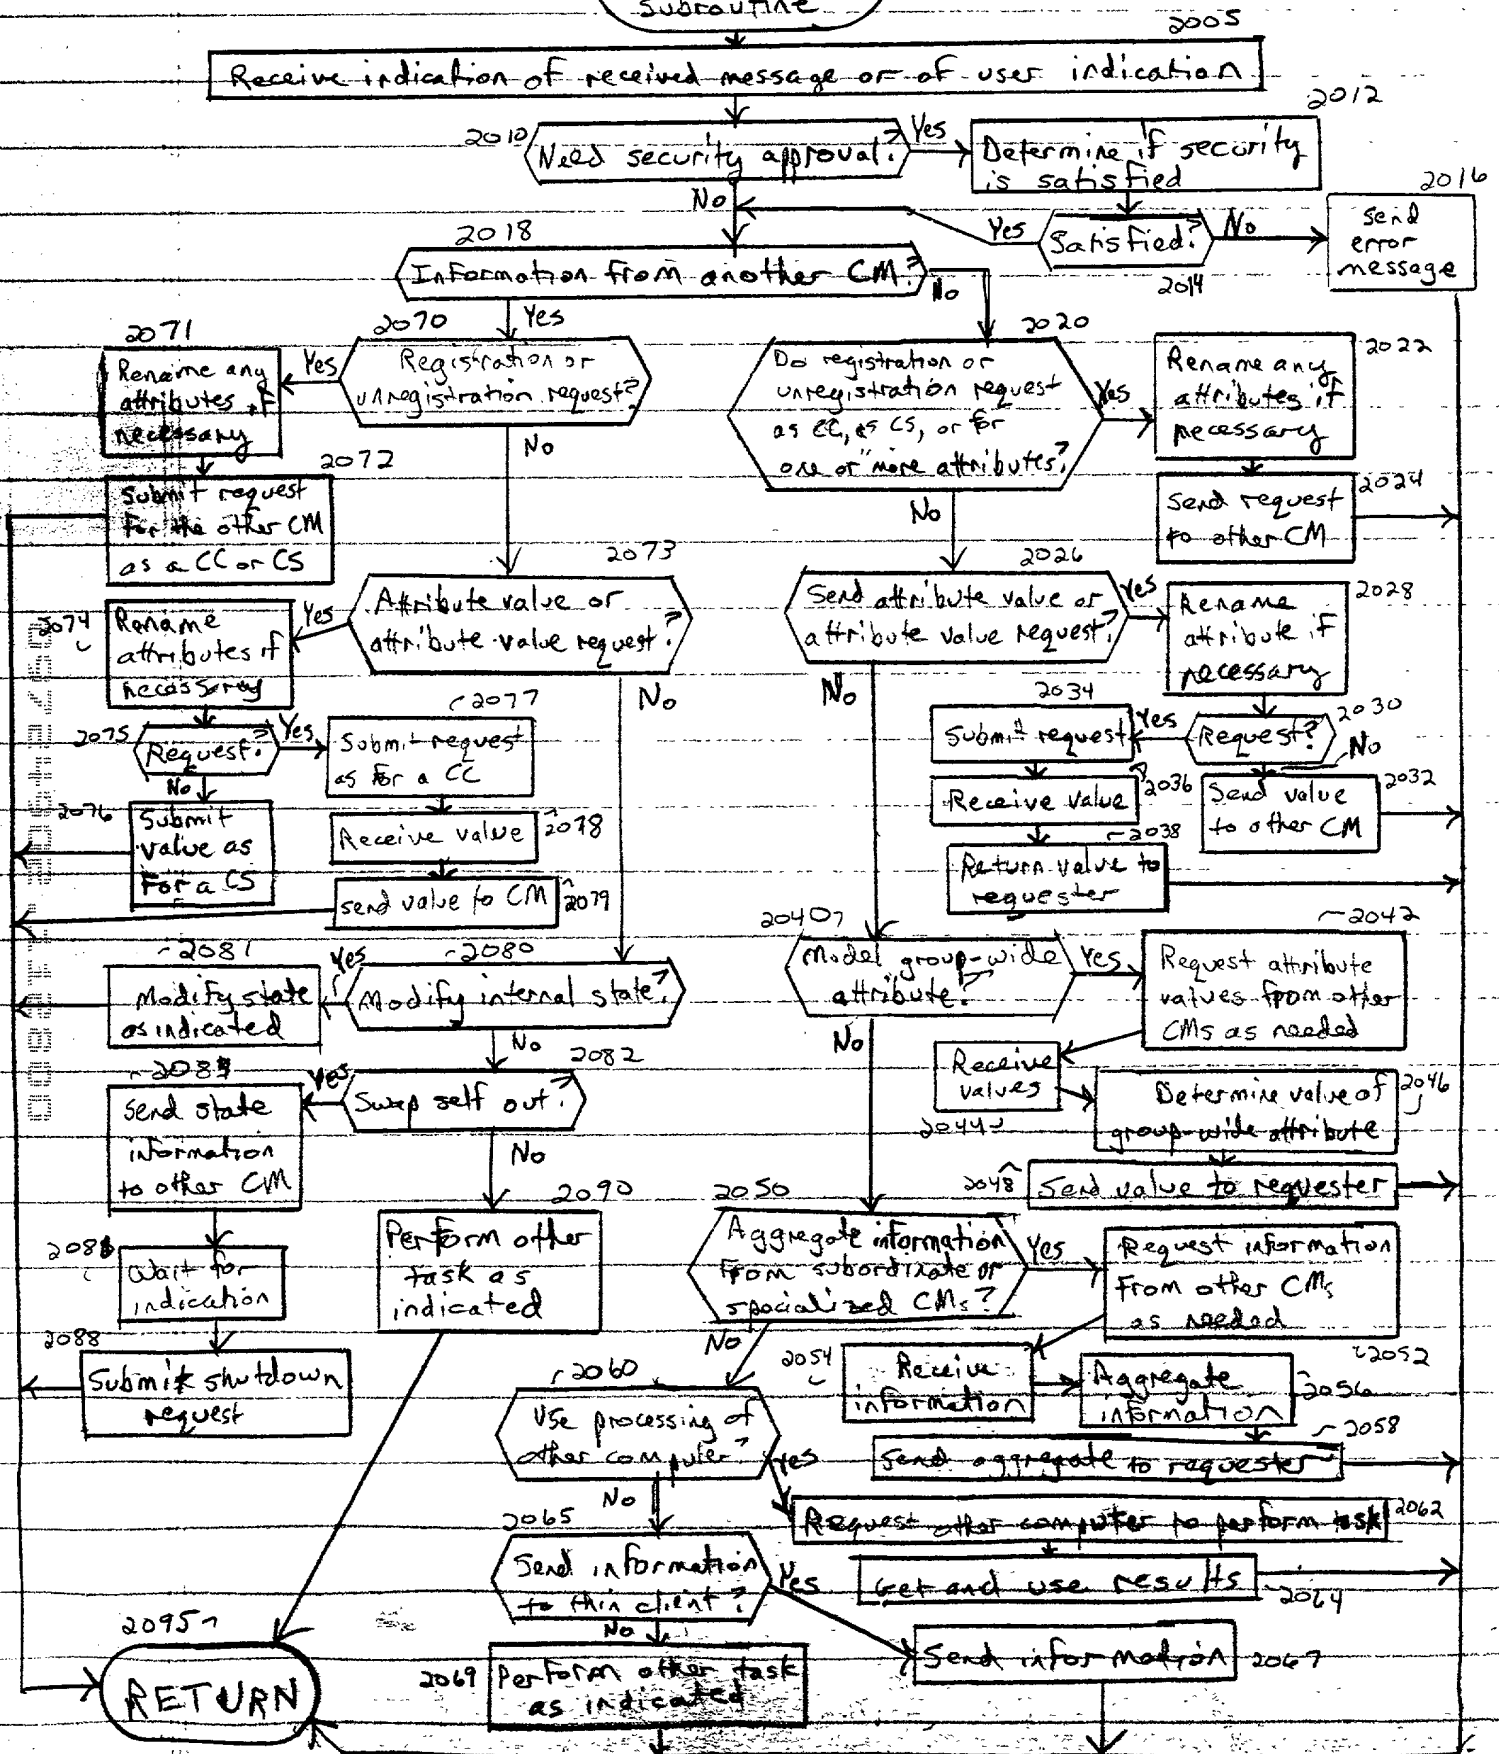 Subroutine
2005
Receive indication of received message or of user indication
2010
Need security approval?
Yes
No
2012
Determine if security
is satisfied
2014
Satisfied?
Yes
No
2016
send
error
message
2018
Information from another CM?
Yes
No
2070
Registration or
unregistration request?
Yes
No
2071
Rename any
attributes if
necessary
2072
Submit request
for the other CM
as a CC or CS
2073
Attribute value or
attribute value request?
Yes
No
2074
Rename
attributes if
necessary
2075
Request?
Yes
No
2076
Submit
value as
for a CS
2077
Submit request
as for a CC
2078
Receive value
2079
send value to CM
2080
Modify internal state?
Yes
No
2081
Modify state
as indicated
2082
Swap self out?
Yes
No
Send state
information
to other CM
Wait for
indication
2088
Submit shutdown
request
2090
Perform other
task as
indicated
2020
Do registration or
unregistration request
as CC, as CS, or for
one or more attributes?
Yes
No
2022
Rename any
attributes if
necessary
2024
Send request
to other CM
2026
Send attribute value or
attribute value request?
Yes
No
2028
Rename
attribute if
necessary
2030
Request?
Yes
No
2032
Send value
to other CM
2034
Submit request
2036
Receive value
2038
Return value to
requester
2040
Model group-wide
attribute?
Yes
No
2042
Request attribute
values from other
CMs as needed
2044
Receive
values
2046
Determine value of
group-wide attribute
2048
Send value to requester
2050
Aggregate information
from subordinate or
specialized CMs?
Yes
No
2052
Request information
from other CMs
as needed
2054
Receive
information
2056
Aggregate
information
2058
Send aggregate to requester
2060
Use processing of
other computer?
Yes
No
2062
Request other computer to perform task
2064
Get and use results
2065
Send information
to thin client?
Yes
No
2067
Send information
2069
Perform other task
as indicated
2095
RETURN